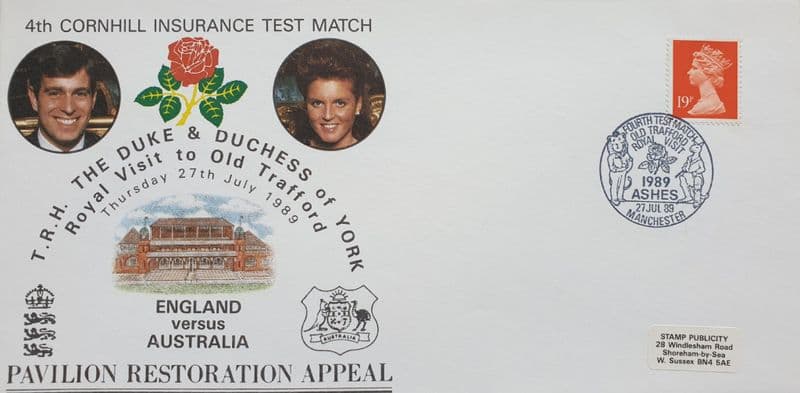 4th CORNHILL INSURANCE TEST MATCH
T.R.H. THE DUKE & DUCHESS of YORK
Royal Visit to Old Trafford
Thursday 27th July 1989
ENGLAND
versus
AUSTRALIA
AUSTRALIA
PAVILION RESTORATION APPEAL
19P
FOURTH TEST MATCH
OLD TRAFFORD
ROYAL VISIT
1989
ASHES
27 JUL 89
MANCHESTER
STAMP PUBLICITY
28 Windlesham Road
Shoreham-by-Sea
W. Sussex BN4 5AE